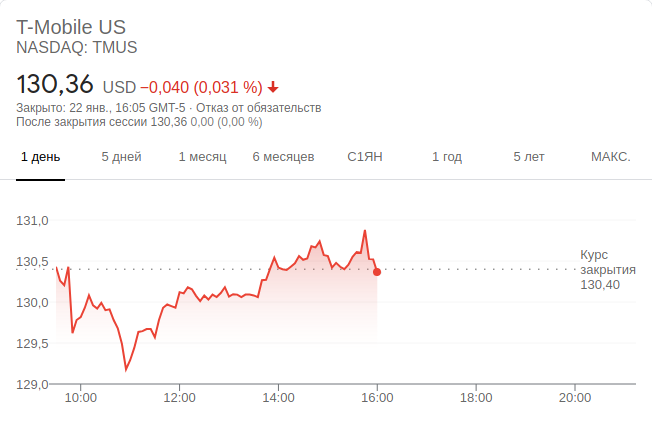 T-Mobile US
NASDAQ: TMUS
130,36 USD −0,040 (0,031 %)
Закрыто: 22 янв., 16:05 GMT-5 · Отказ от обязательств
После закрытия сессии 130,36 0,00 (0,00 %)
1 день 5 дней 1 месяц 6 месяцев С1ЯН 1 год 5 лет МАКС.
131,0
130,5
130,0
129,5
129,0
Курс
закрытия
130,40
10:00 12:00 14:00 16:00 18:00 20:00